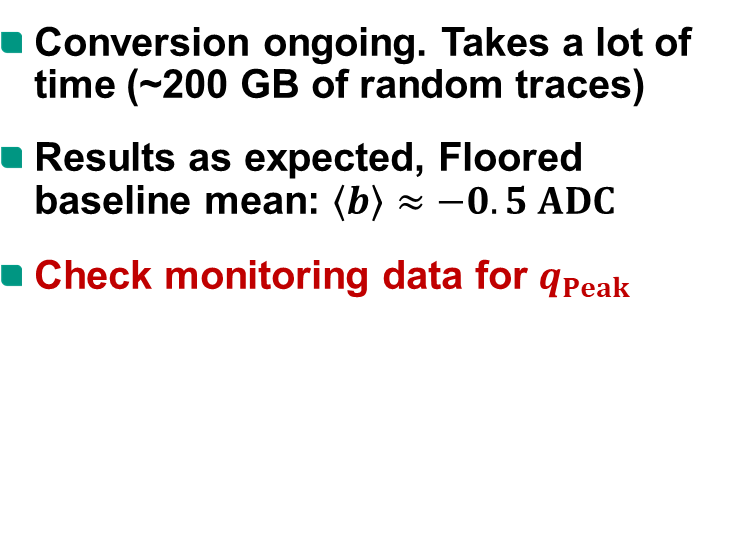 Conversion ongoing. Takes a lot of
time (~200 GB of random traces)
Results as expected, Floored
baseline mean: ⟨b⟩ ≈ −0.5 ADC
Check monitoring data for qPeak